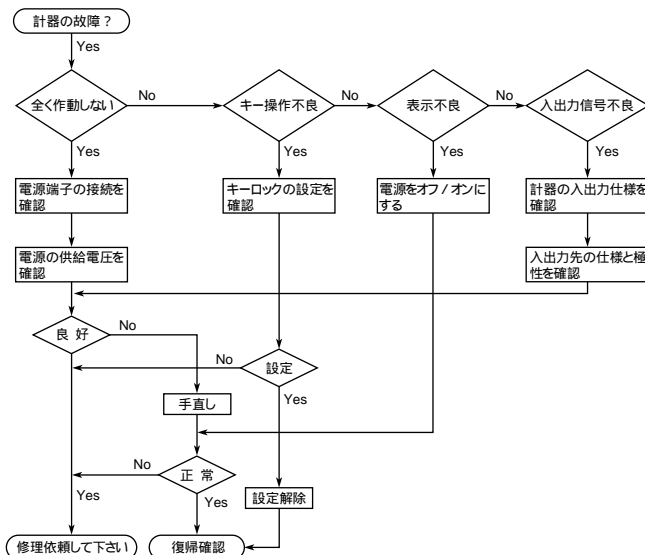 計器の故障？
Yes
全く作動しない
No
キー操作不良
No
表示不良
No
入出力信号不良
Yes
Yes
Yes
Yes
電源端子の接続を
確認
キーロックの設定を
確認
電源をオフ / オンに
する
計器の入出力仕様を
確認
電源の供給電圧を
確認
入出力先の仕様と極
性を確認
良 好
No
No
設定
Yes
手直し
No
正 常
Yes
Yes
設定解除
修理依頼して下さい
復帰確認